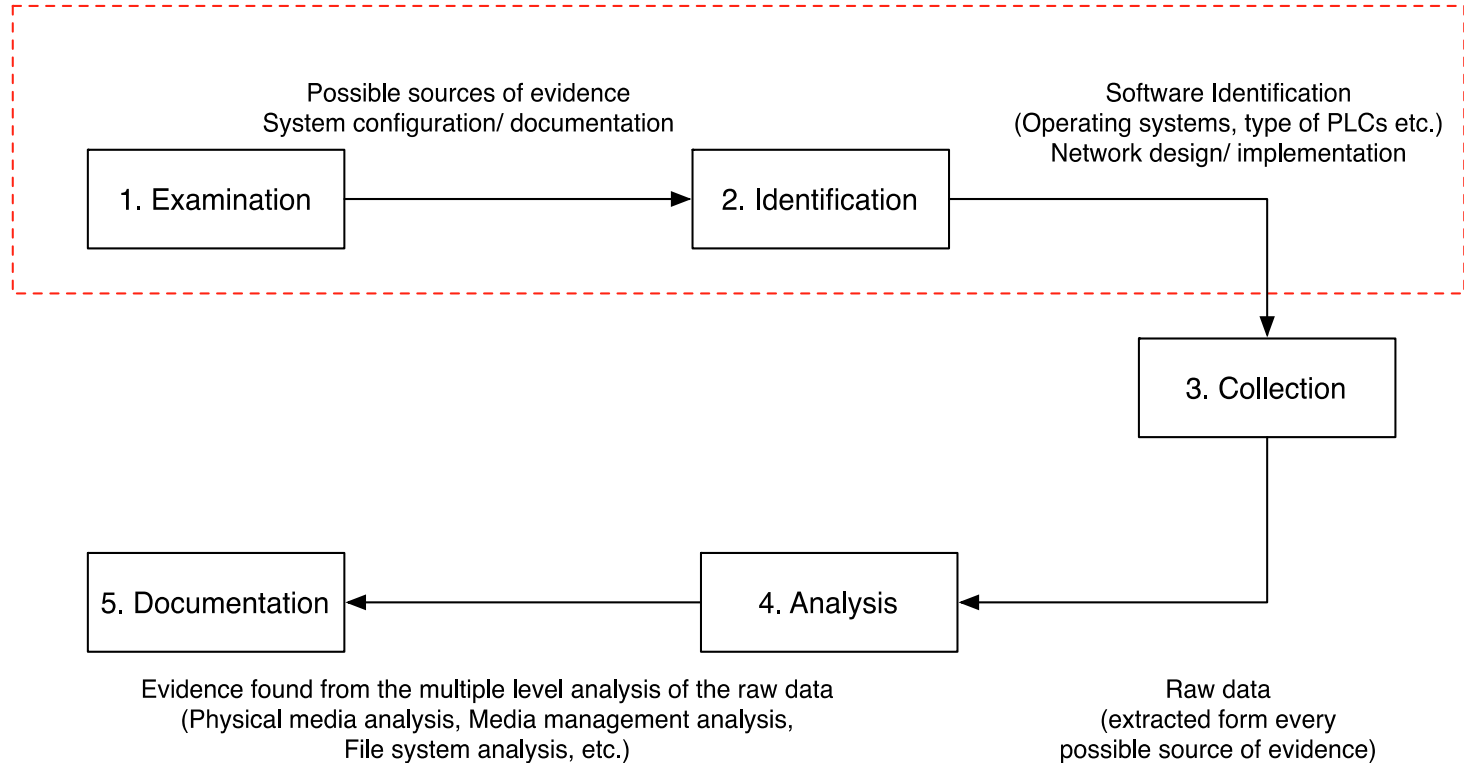 Possible sources of evidence
System configuration/ documentation
Software Identification
(Operating systems, type of PLCs etc.)
Network design/ implementation
1. Examination
2. Identification
3. Collection
5. Documentation
4. Analysis
Evidence found from the multiple level analysis of the raw data
(Physical media analysis, Media management analysis,
File system analysis, etc.)
Raw data
(extracted form every
possible source of evidence)